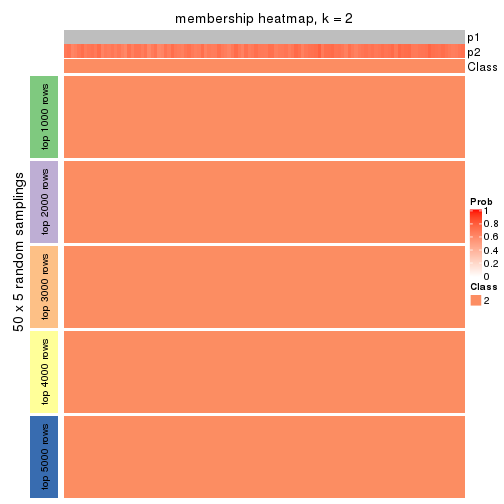 membership heatmap, k = 2
p1
p2
Class
50 x 5 random samplings
top 1000 rows
top 2000 rows
top 3000 rows
top 4000 rows
top 5000 rows
Prob
1
0.8
0.6
0.4
0.2
0
Class
2